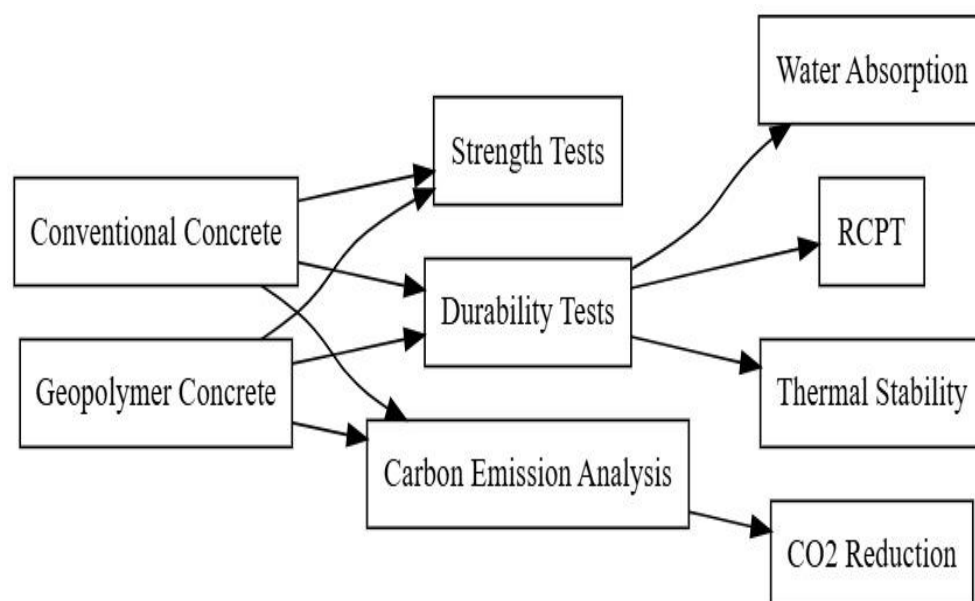 Conventional Concrete
Geopolymer Concrete
Strength Tests
Durability Tests
Carbon Emission Analysis
Water Absorption
RCPT
Thermal Stability
CO2 Reduction